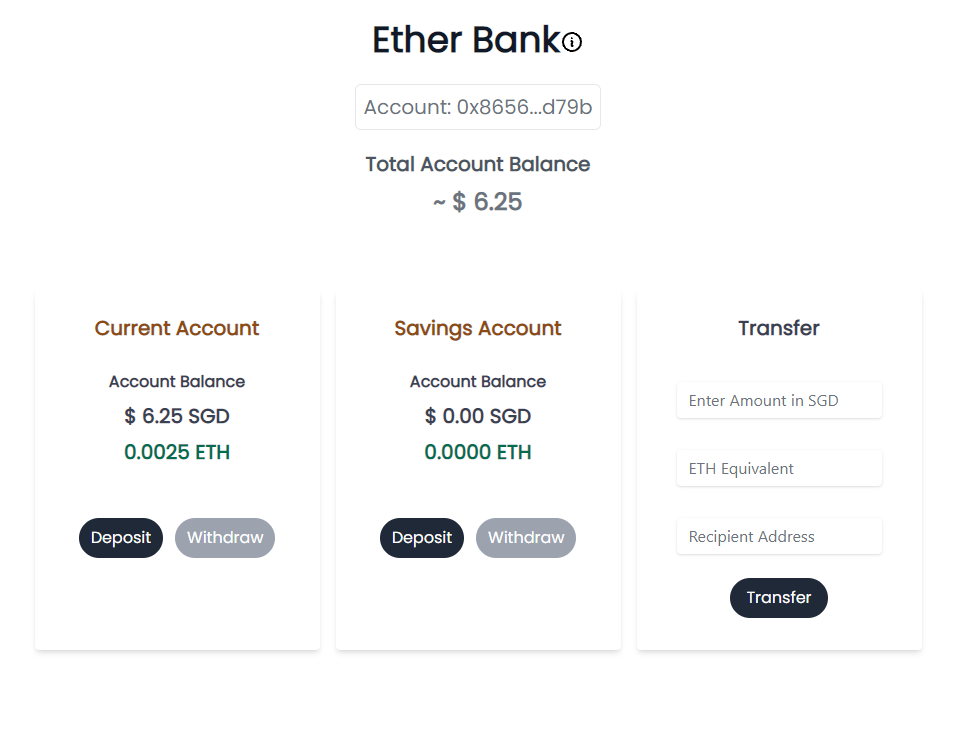 Ether Bank
Account: 0x8656...d79b
Total Account Balance
~ $ 6.25
Current Account
Account Balance
$ 6.25 SGD
0.0025 ETH
Deposit Withdraw
Savings Account
Account Balance
$ 0.00 SGD
0.0000 ETH
Deposit Withdraw
Transfer
Enter Amount in SGD
ETH Equivalent
Recipient Address
Transfer